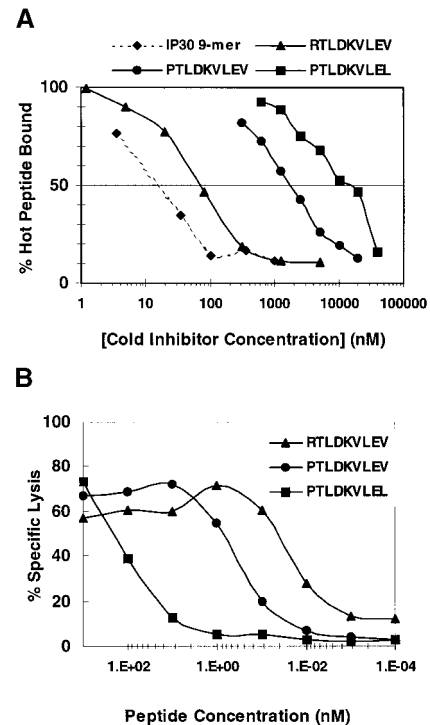 A
IP30 9-mer RTLDKVLEV
PTLDKVLEV PTLDKVLEL
% Hot Peptide Bound
100
50
0
1 10 100 1000 10000 100000
[Cold Inhibitor Concentration] (nM)
B
% Specific Lysis
100
80
60
40
20
0
RTLDKVLEV
PTLDKVLEV
PTLDKVLEL
1.E+02 1.E+00 1.E-02 1.E-04
Peptide Concentration (nM)